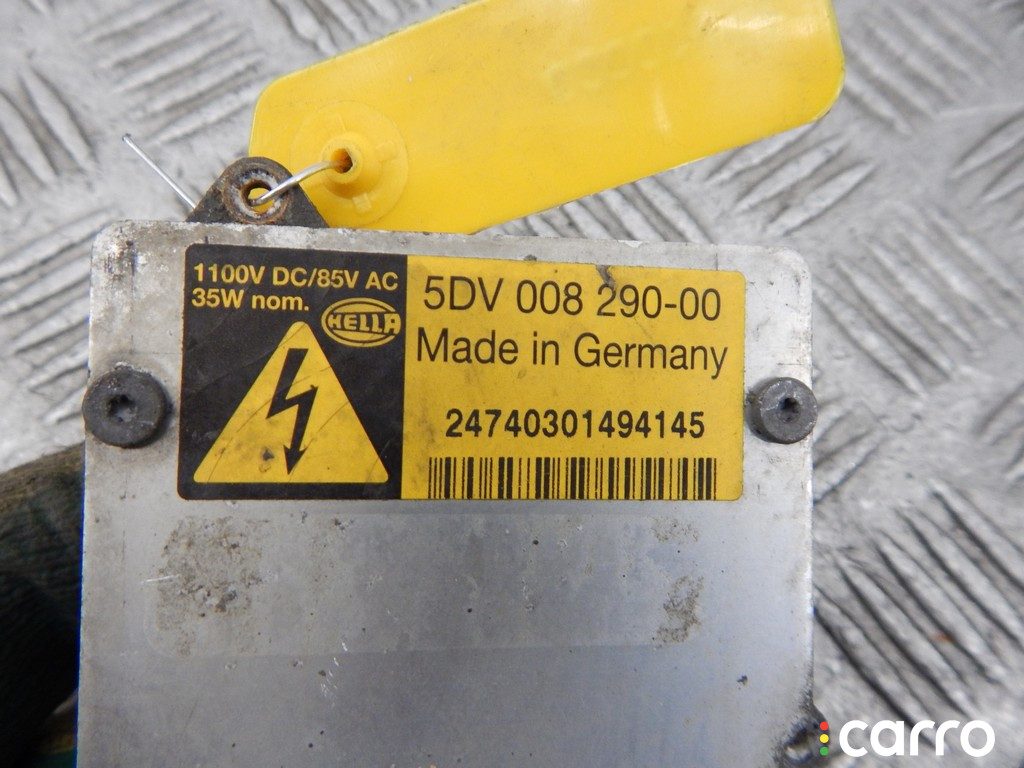 1100V DC/85V AC
35W nom.
HELLA
5DV 008 290-00
Made in Germany
24740301494145
carro